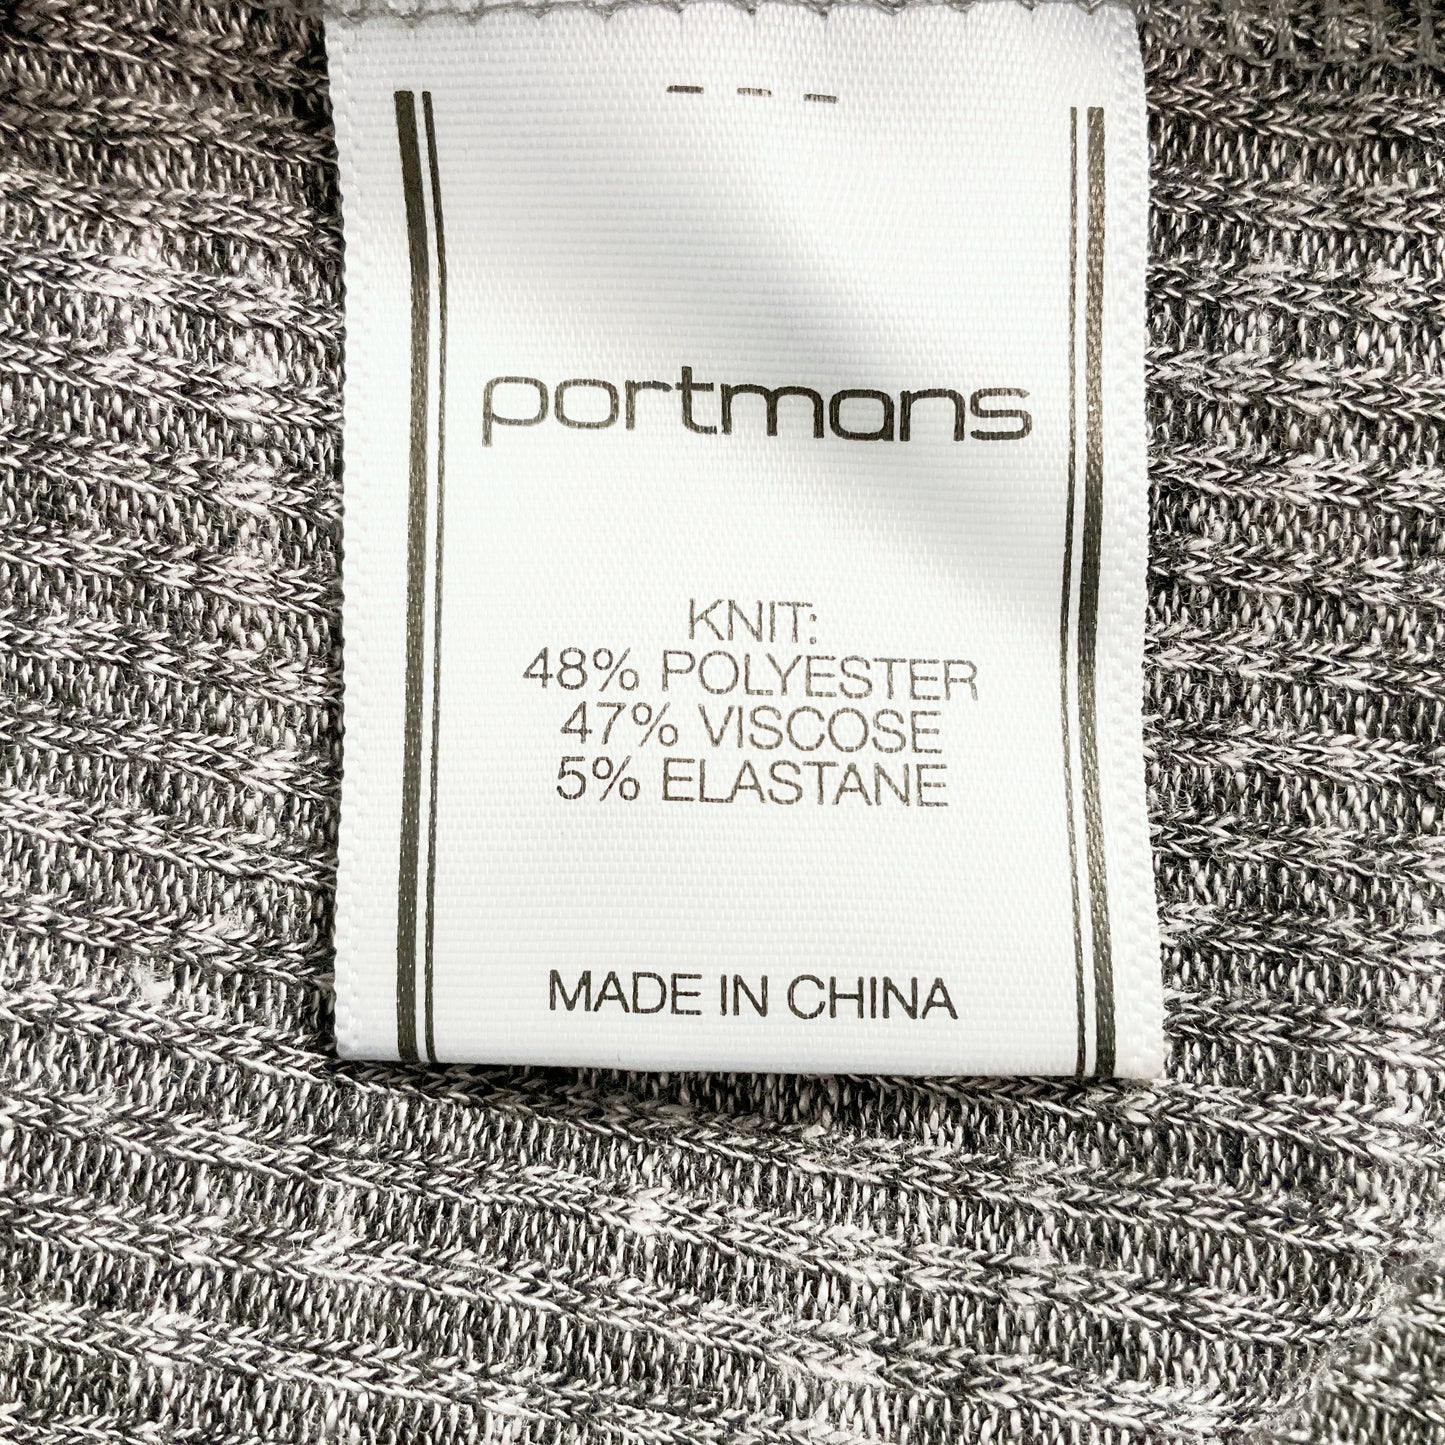 portmans
KNIT:
48% POLYESTER
47% VISCOSE
5% ELASTANE
MADE IN CHINA